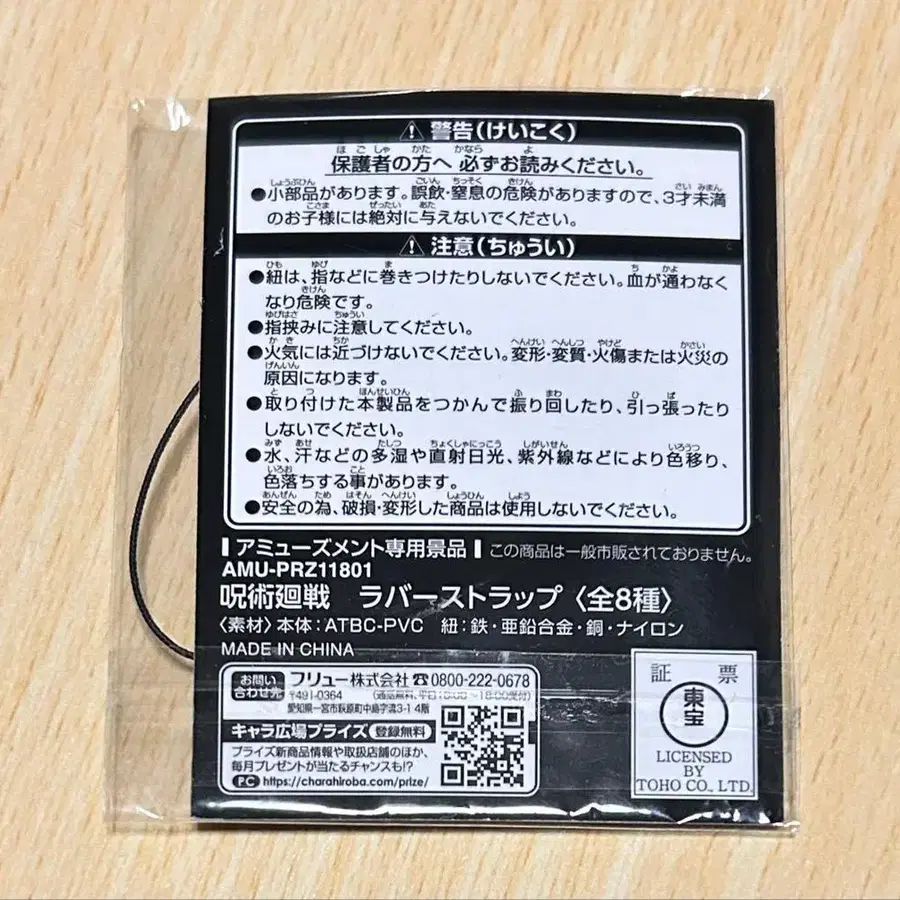 ⚠ 警告(けいこく)
保護者の方へ 必ずお読みください。
●小部品があります。誤飲・窒息の危険がありますので、3才未満
のお子様には絶対に与えないでください。
⚠ 注意(ちゅうい)
●紐は、指などに巻きつけたりしないでください。血が通わなく
なり危険です。
●指挟みに注意してください。
●火気には近づけないでください。変形・変質・火傷または火災の
原因になります。
●取り付けた本製品をつかんで振り回したり、引っ張ったり
しないでください。
●水、汗などの多湿や直射日光、紫外線などにより色移り、
色落ちする事があります。
●安全の為、破損・変形した商品は使用しないでください。
アミューズメント専用景品 この商品は一般市販されておりません。
AMU-PRZ11801
呪術廻戦 ラバーストラップ〈全8種〉
〈素材〉本体:ATBC-PVC 紐:鉄・亜鉛合金・銅・ナイロン
MADE IN CHINA
お問い合わせ先 フリュー株式会社 ☎0800-222-0678
〒491-0364 (通話無料、平日10:00～18:00受付)
愛知県一宮市萩原町中島字流3-1 4階
キャラ広場プライズ 登録無料
プライズ新商品情報や取扱店舗のほか、
毎月プレゼントが当たるチャンスも!?
PC https://charahiroba.com/prize/
証票
東宝
LICENSED
BY
TOHO CO., LTD.